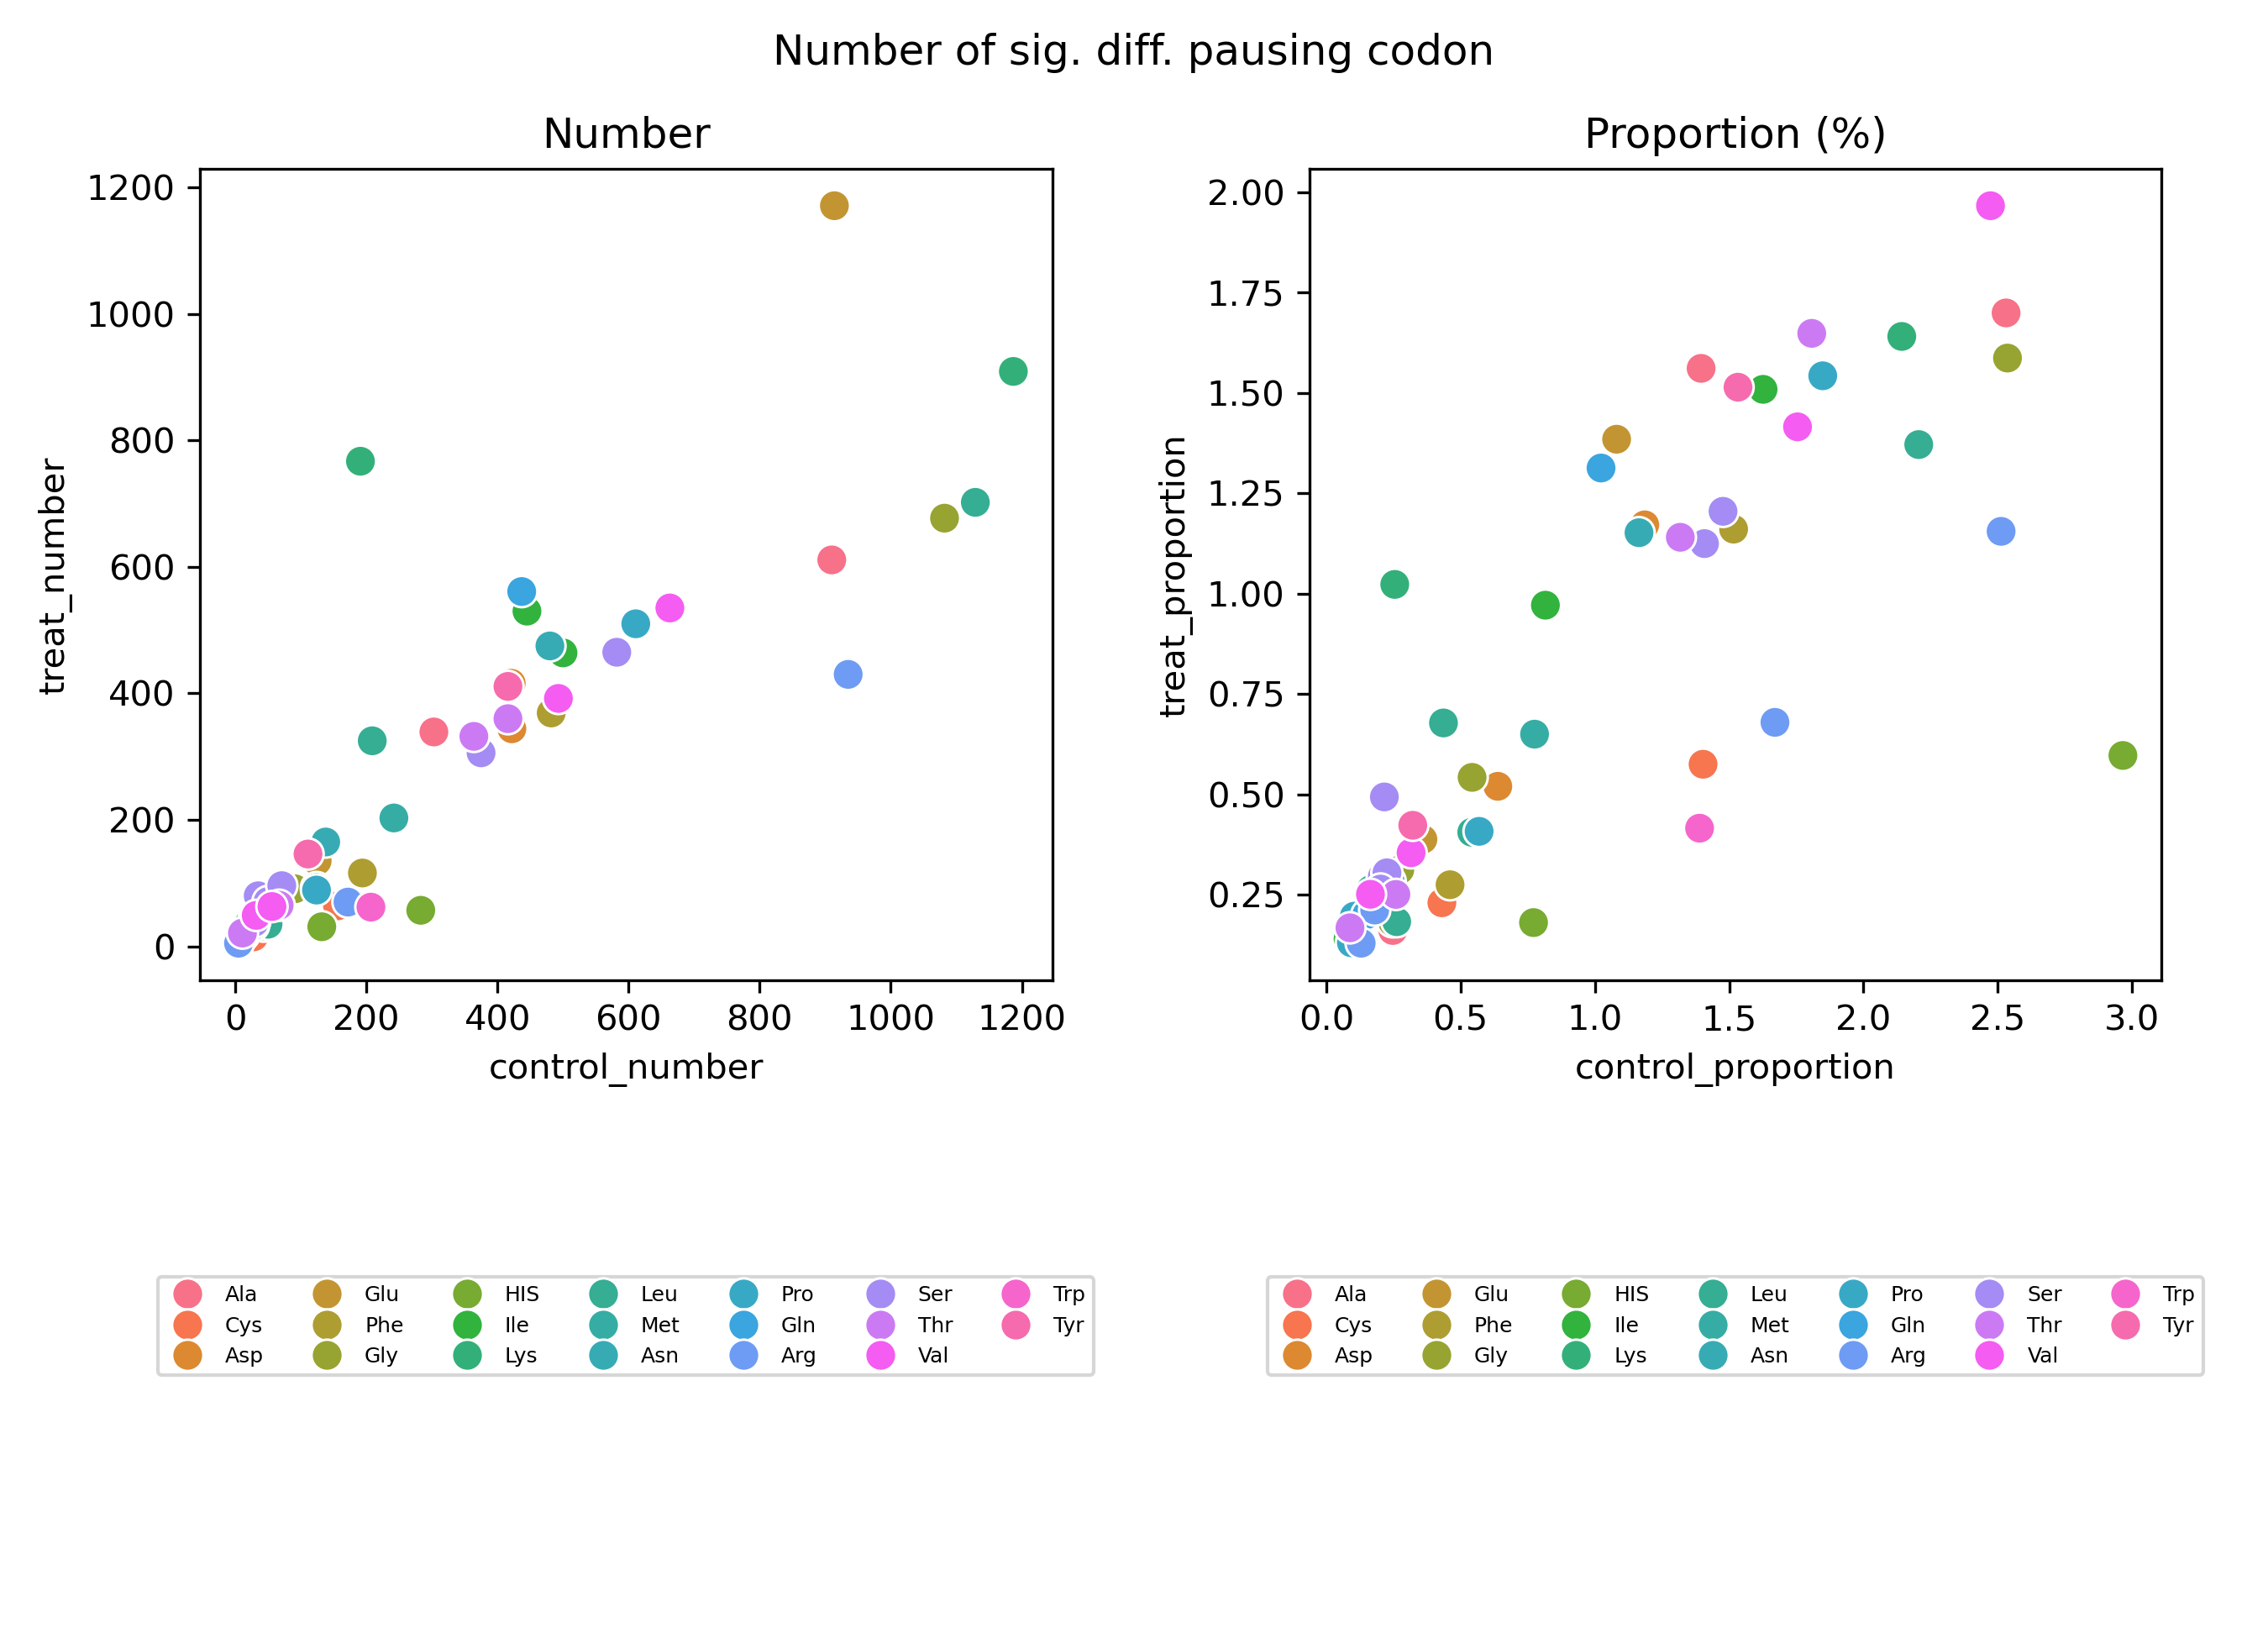 Number of sig. diff. pausing codon
Number
Proportion (%)
treat_number
1200
1000
800
600
400
200
0
0 200 400 600 800 1000 1200
control_number
treat_proportion
2.00
1.75
1.50
1.25
1.00
0.75
0.50
0.25
0.0 0.5 1.0 1.5 2.0 2.5 3.0
control_proportion
Ala Glu HIS Leu Pro Ser Trp
Cys Phe Ile Met Gln Thr Tyr
Asp Gly Lys Asn Arg Val
Ala Glu HIS Leu Pro Ser Trp
Cys Phe Ile Met Gln Thr Tyr
Asp Gly Lys Asn Arg Val